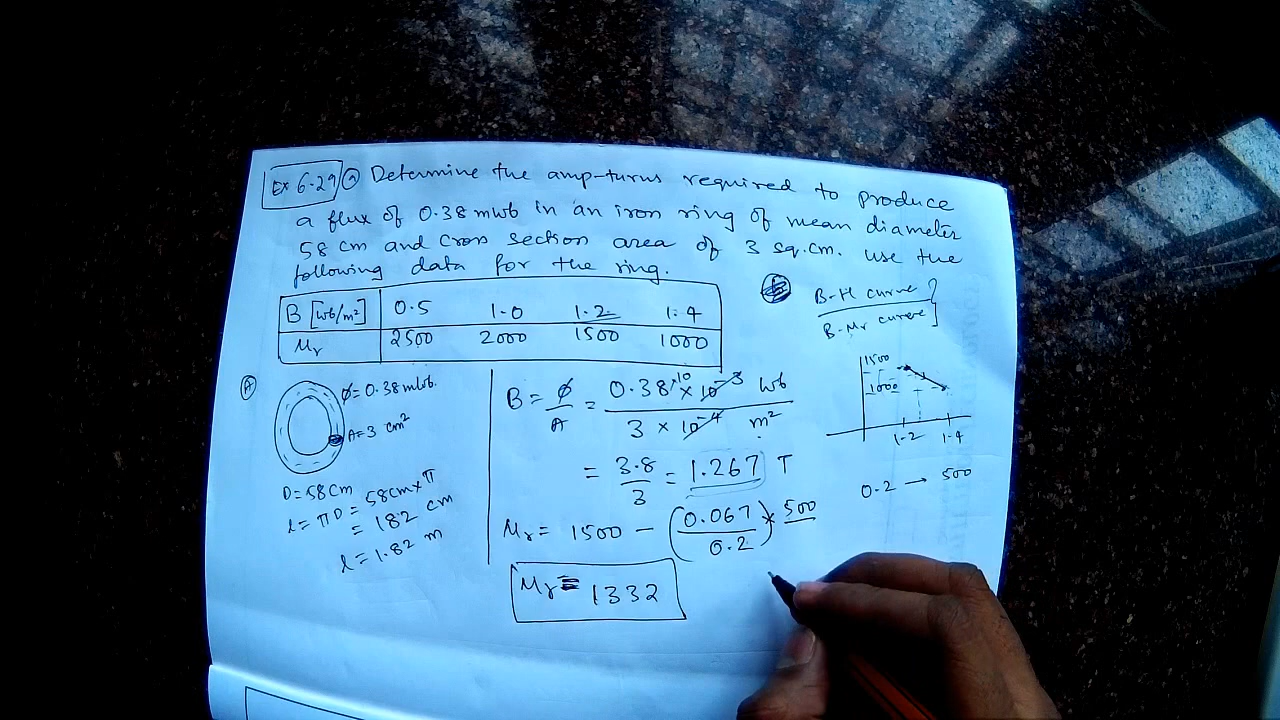 Ex 6.29 Q Determine the amp-turns required to produce
a flux of 0.38 mwb in an iron ring of mean diameter
58 cm and cross section area of 3 sq.cm. use the
following data for the ring.
B [wb/m²] 0.5 1.0 1.2 1.4
μr 2500 2000 1500 1000
B-H curve
B-μr curve
A
φ=0.38mwb.
A=3 cm²
D=58cm
l=πD = 58cm×π
= 182 cm
l=1.82 m
B = φ/A = 0.38×10 × 10⁻³ wb / 3 × 10⁻⁴ m²
= 3.8/3 = 1.267 T
μr = 1500 − (0.067/0.2) × 500
μr = 1332
1500
1000
1.2 1.4
0.2 → 500